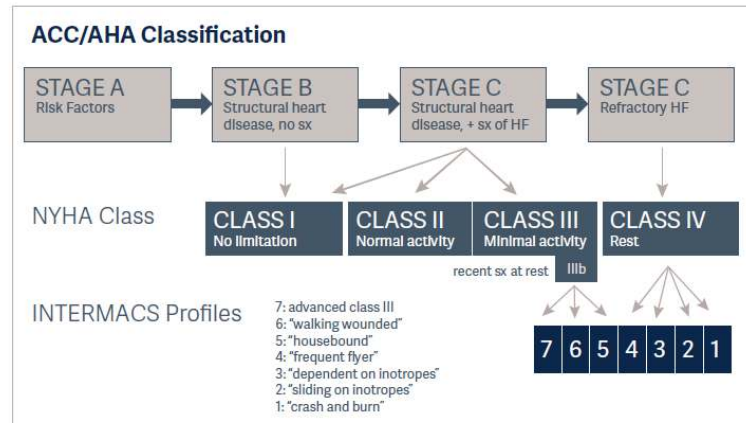 ACC/AHA Classification
STAGE A
Risk Factors
STAGE B
Structural heart
disease, no sx
STAGE C
Structural heart
disease, + sx of HF
STAGE C
Refractory HF
NYHA Class
CLASS I
No limitation
CLASS II
Normal activity
CLASS III
Minimal activity
CLASS IV
Rest
recent sx at rest
IIIb
INTERMACS Profiles
7: advanced class III
6: “walking wounded”
5: “housebound”
4: “frequent flyer”
3: “dependent on inotropes”
2: “sliding on inotropes”
1: “crash and burn”
7 6 5 4 3 2 1